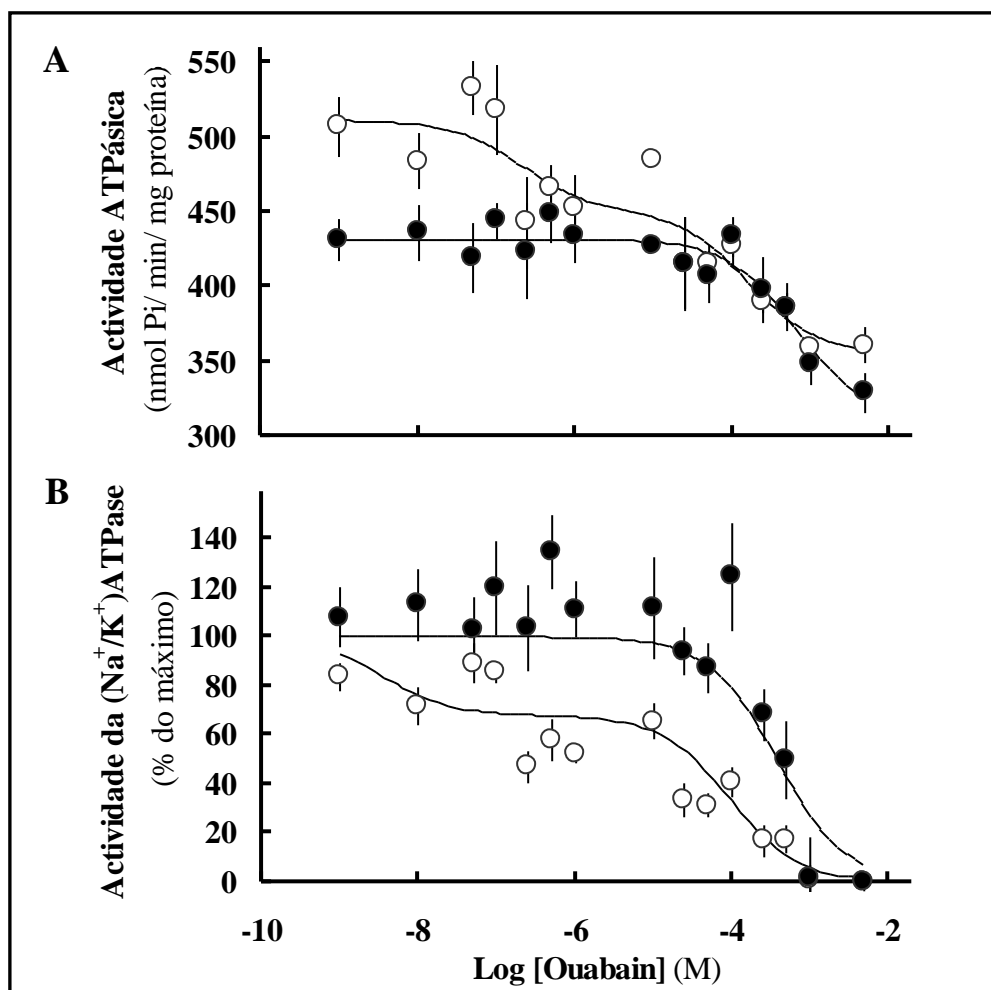 A
Actividade ATPásica
(nmol Pi/ min/ mg proteína)
550
500
450
400
350
300
B
Actividade da (Na⁺/K⁺)ATPase
(% do máximo)
140
120
100
80
60
40
20
0
-10 -8 -6 -4 -2
Log [Ouabain] (M)